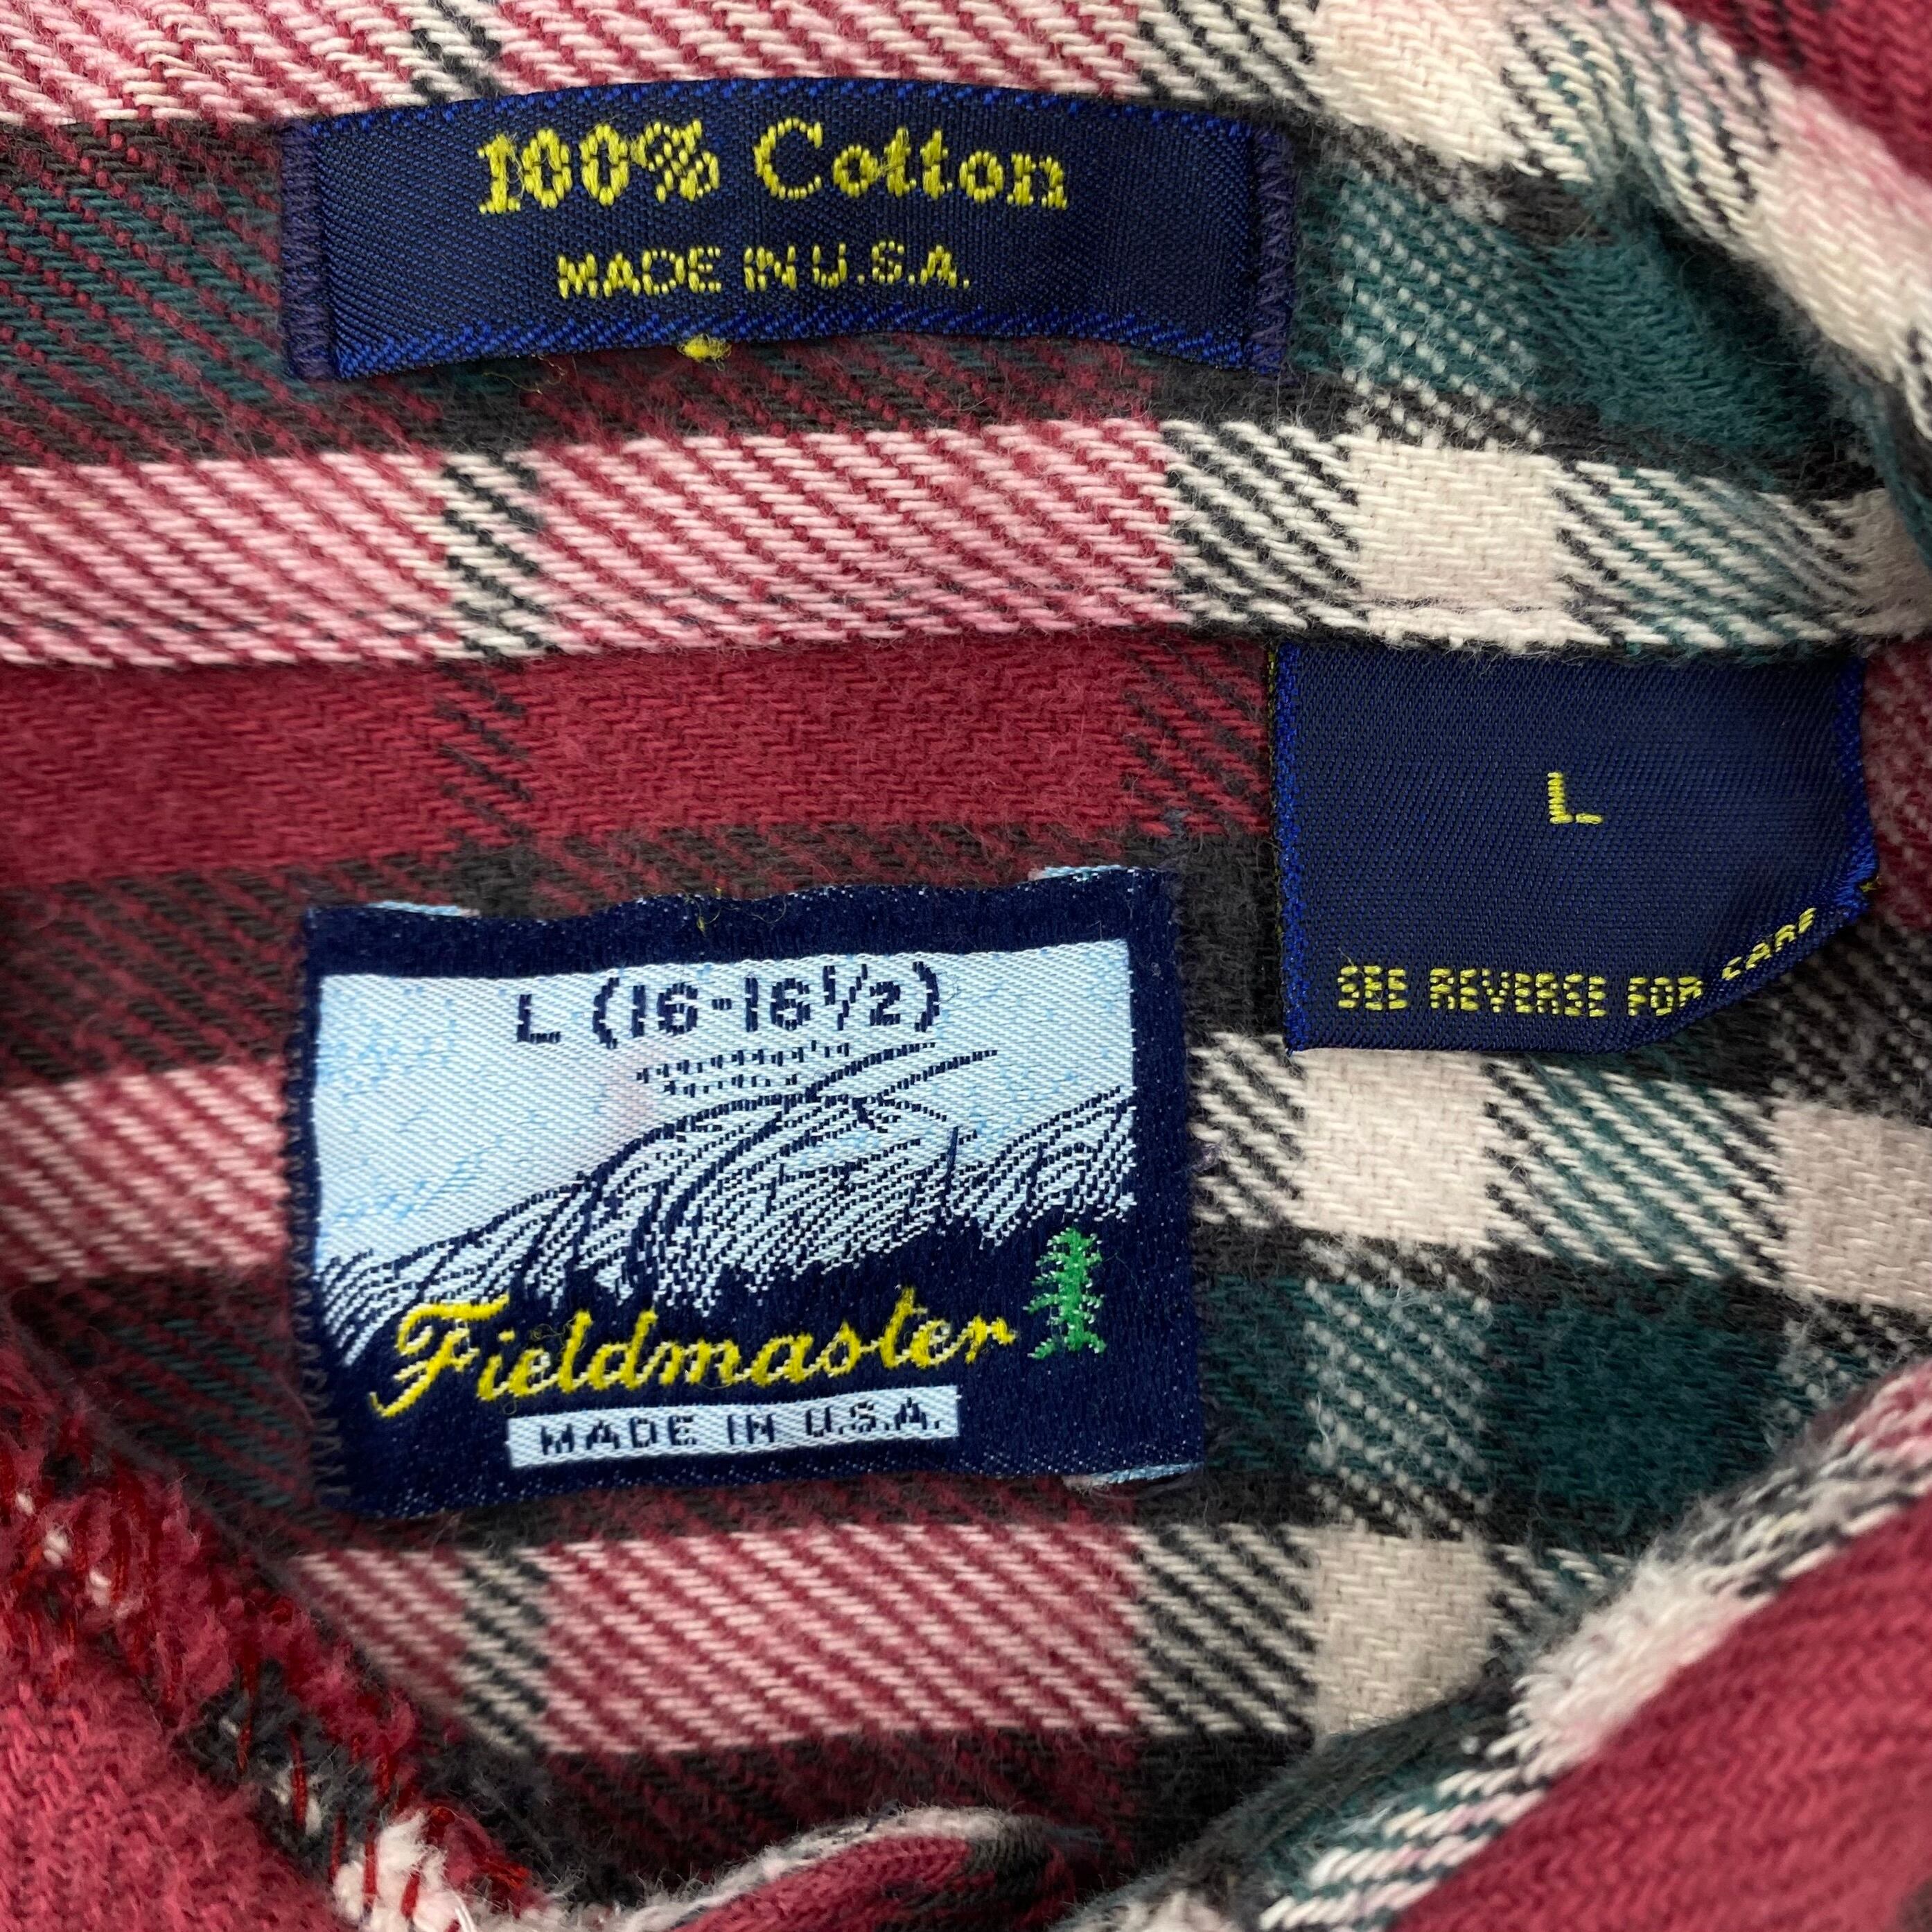 100% Cotton
MADE IN U.S.A.
L
SEE REVERSE FOR CARE
L (16-16½)
Fieldmaster
MADE IN U.S.A.